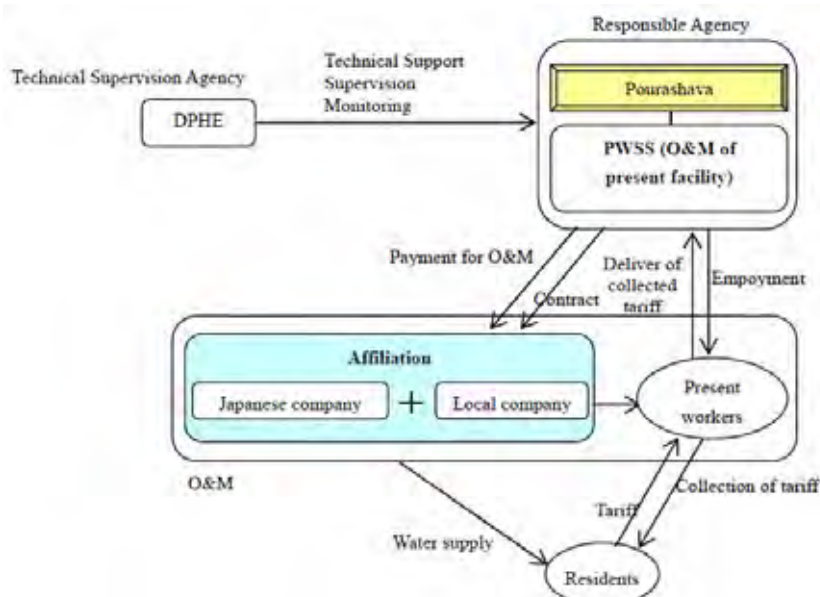 Responsible Agency
Technical Supervision Agency
DPHE
Technical Support
Supervision
Monitoring
Pourashava
PWSS (O&M of
present facility)
Payment for O&M
Contract
Deliver of
collected
tariff
Empoyment
Affiliation
Japanese company
+
Local company
Present
workers
O&M
Water supply
Tariff
Collection of tariff
Residents